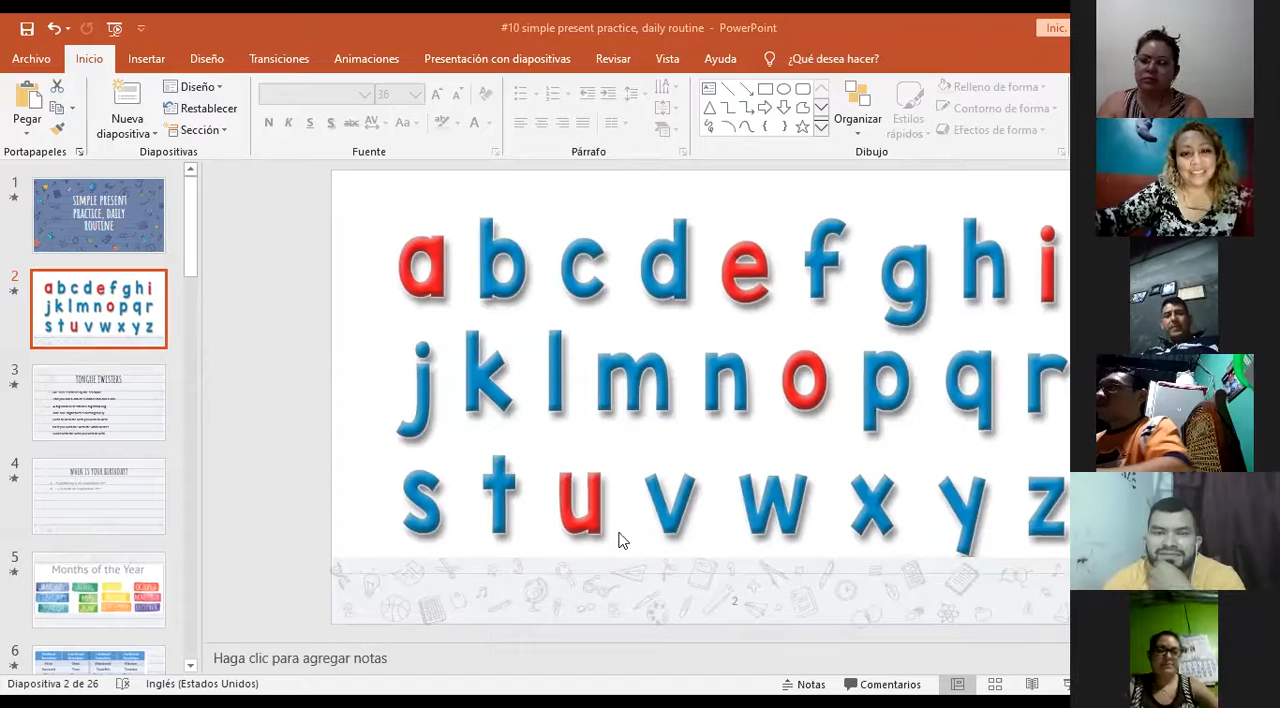 #10 simple present practice, daily routine - PowerPoint
Inic.
Archivo Inicio Insertar Diseño Transiciones Animaciones Presentación con diapositivas Revisar Vista Ayuda ¿Qué desea hacer?
Pegar
Nueva diapositiva
Diseño
Restablecer
Sección
36
N K S S abc AV Aa A
Organizar
Estilos rápidos
Relleno de forma
Contorno de forma
Efectos de forma
Portapapeles Diapositivas Fuente Párrafo Dibujo
1
SIMPLE PRESENT
PRACTICE, DAILY
ROUTINE
2
a b c d e f g h i
j k l m n o p q r
s t u v w x y z
3
TONGUE TWISTERS
4
WHEN IS YOUR BIRTHDAY?
5
Months of the Year
6
a b c d e f g h i
j k l m n o p q r
s t u v w x y z
2
Haga clic para agregar notas
Diapositiva 2 de 26 Inglés (Estados Unidos) Notas Comentarios